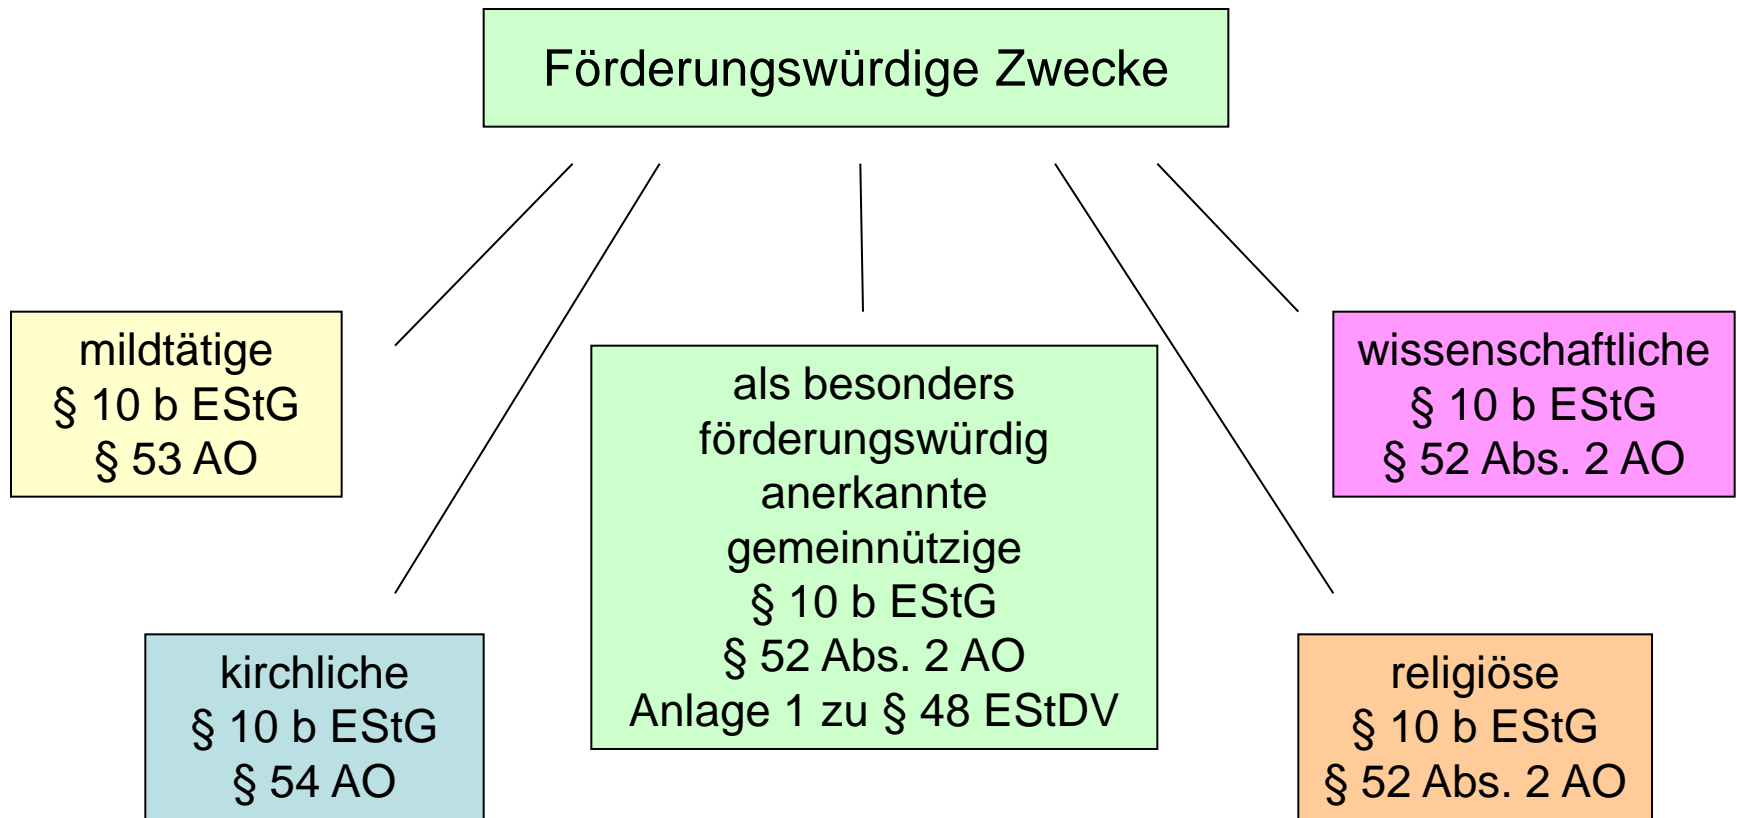 Förderungswürdige Zwecke
mildtätige
§ 10 b EStG
§ 53 AO
kirchliche
§ 10 b EStG
§ 54 AO
als besonders
förderungswürdig
anerkannte
gemeinnützige
§ 10 b EStG
§ 52 Abs. 2 AO
Anlage 1 zu § 48 EStDV
wissenschaftliche
§ 10 b EStG
§ 52 Abs. 2 AO
religiöse
§ 10 b EStG
§ 52 Abs. 2 AO